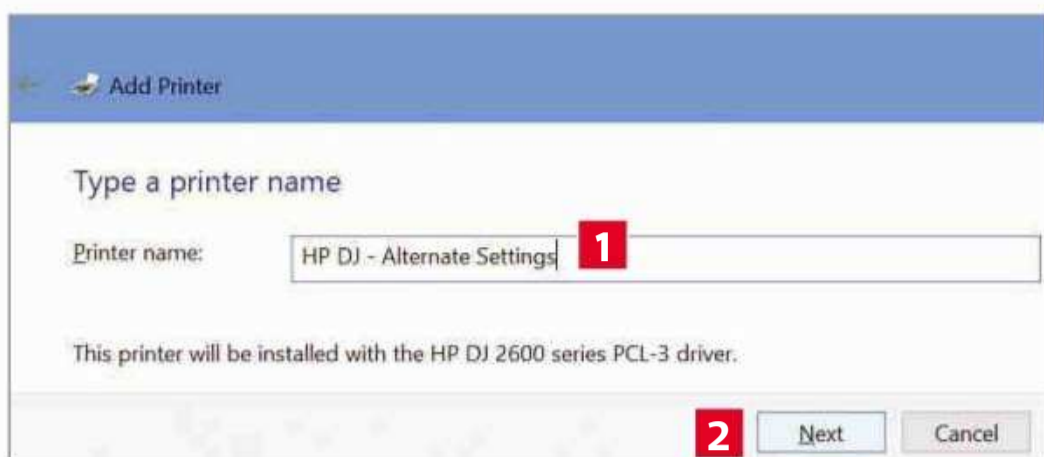 Add Printer
Type a printer name
Printer name: HP DJ - Alternate Settings 1
This printer will be installed with the HP DJ 2600 series PCL-3 driver.
2 Next Cancel